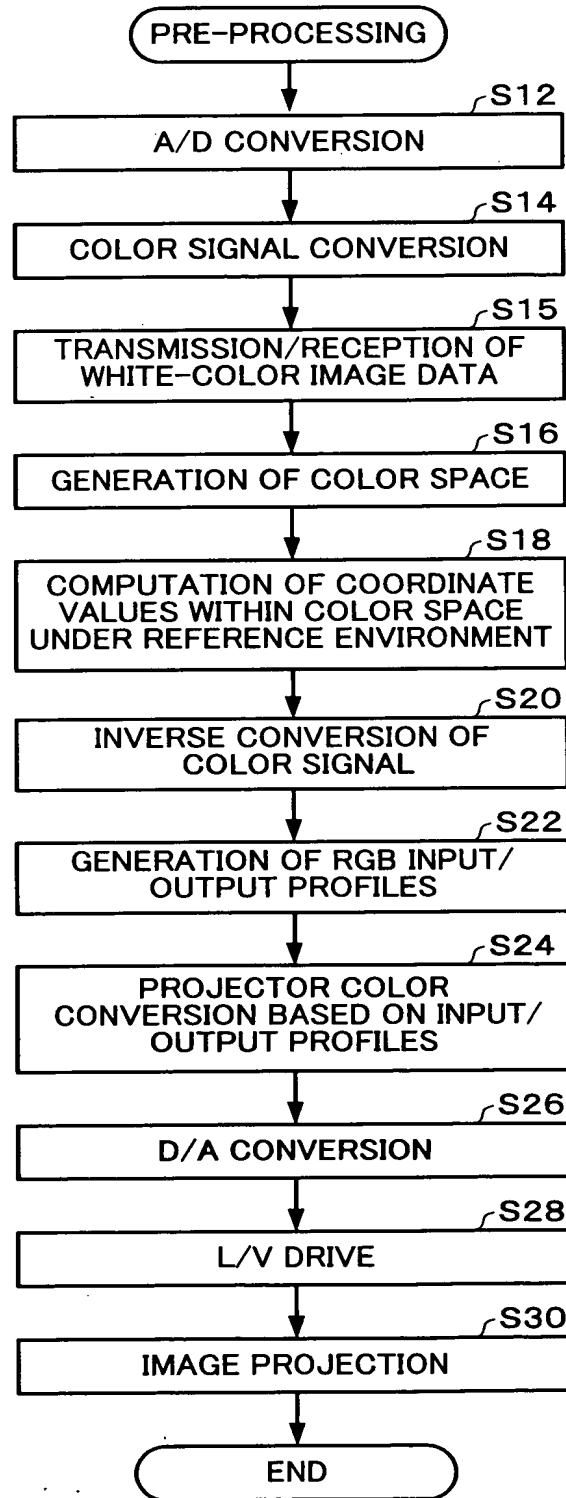 PRE-PROCESSING
S12
A/D CONVERSION
S14
COLOR SIGNAL CONVERSION
S15
TRANSMISSION/RECEPTION OF
WHITE-COLOR IMAGE DATA
S16
GENERATION OF COLOR SPACE
S18
COMPUTATION OF COORDINATE
VALUES WITHIN COLOR SPACE
UNDER REFERENCE ENVIRONMENT
S20
INVERSE CONVERSION OF
COLOR SIGNAL
S22
GENERATION OF RGB INPUT/
OUTPUT PROFILES
S24
PROJECTOR COLOR
CONVERSION BASED ON INPUT/
OUTPUT PROFILES
S26
D/A CONVERSION
S28
L/V DRIVE
S30
IMAGE PROJECTION
END